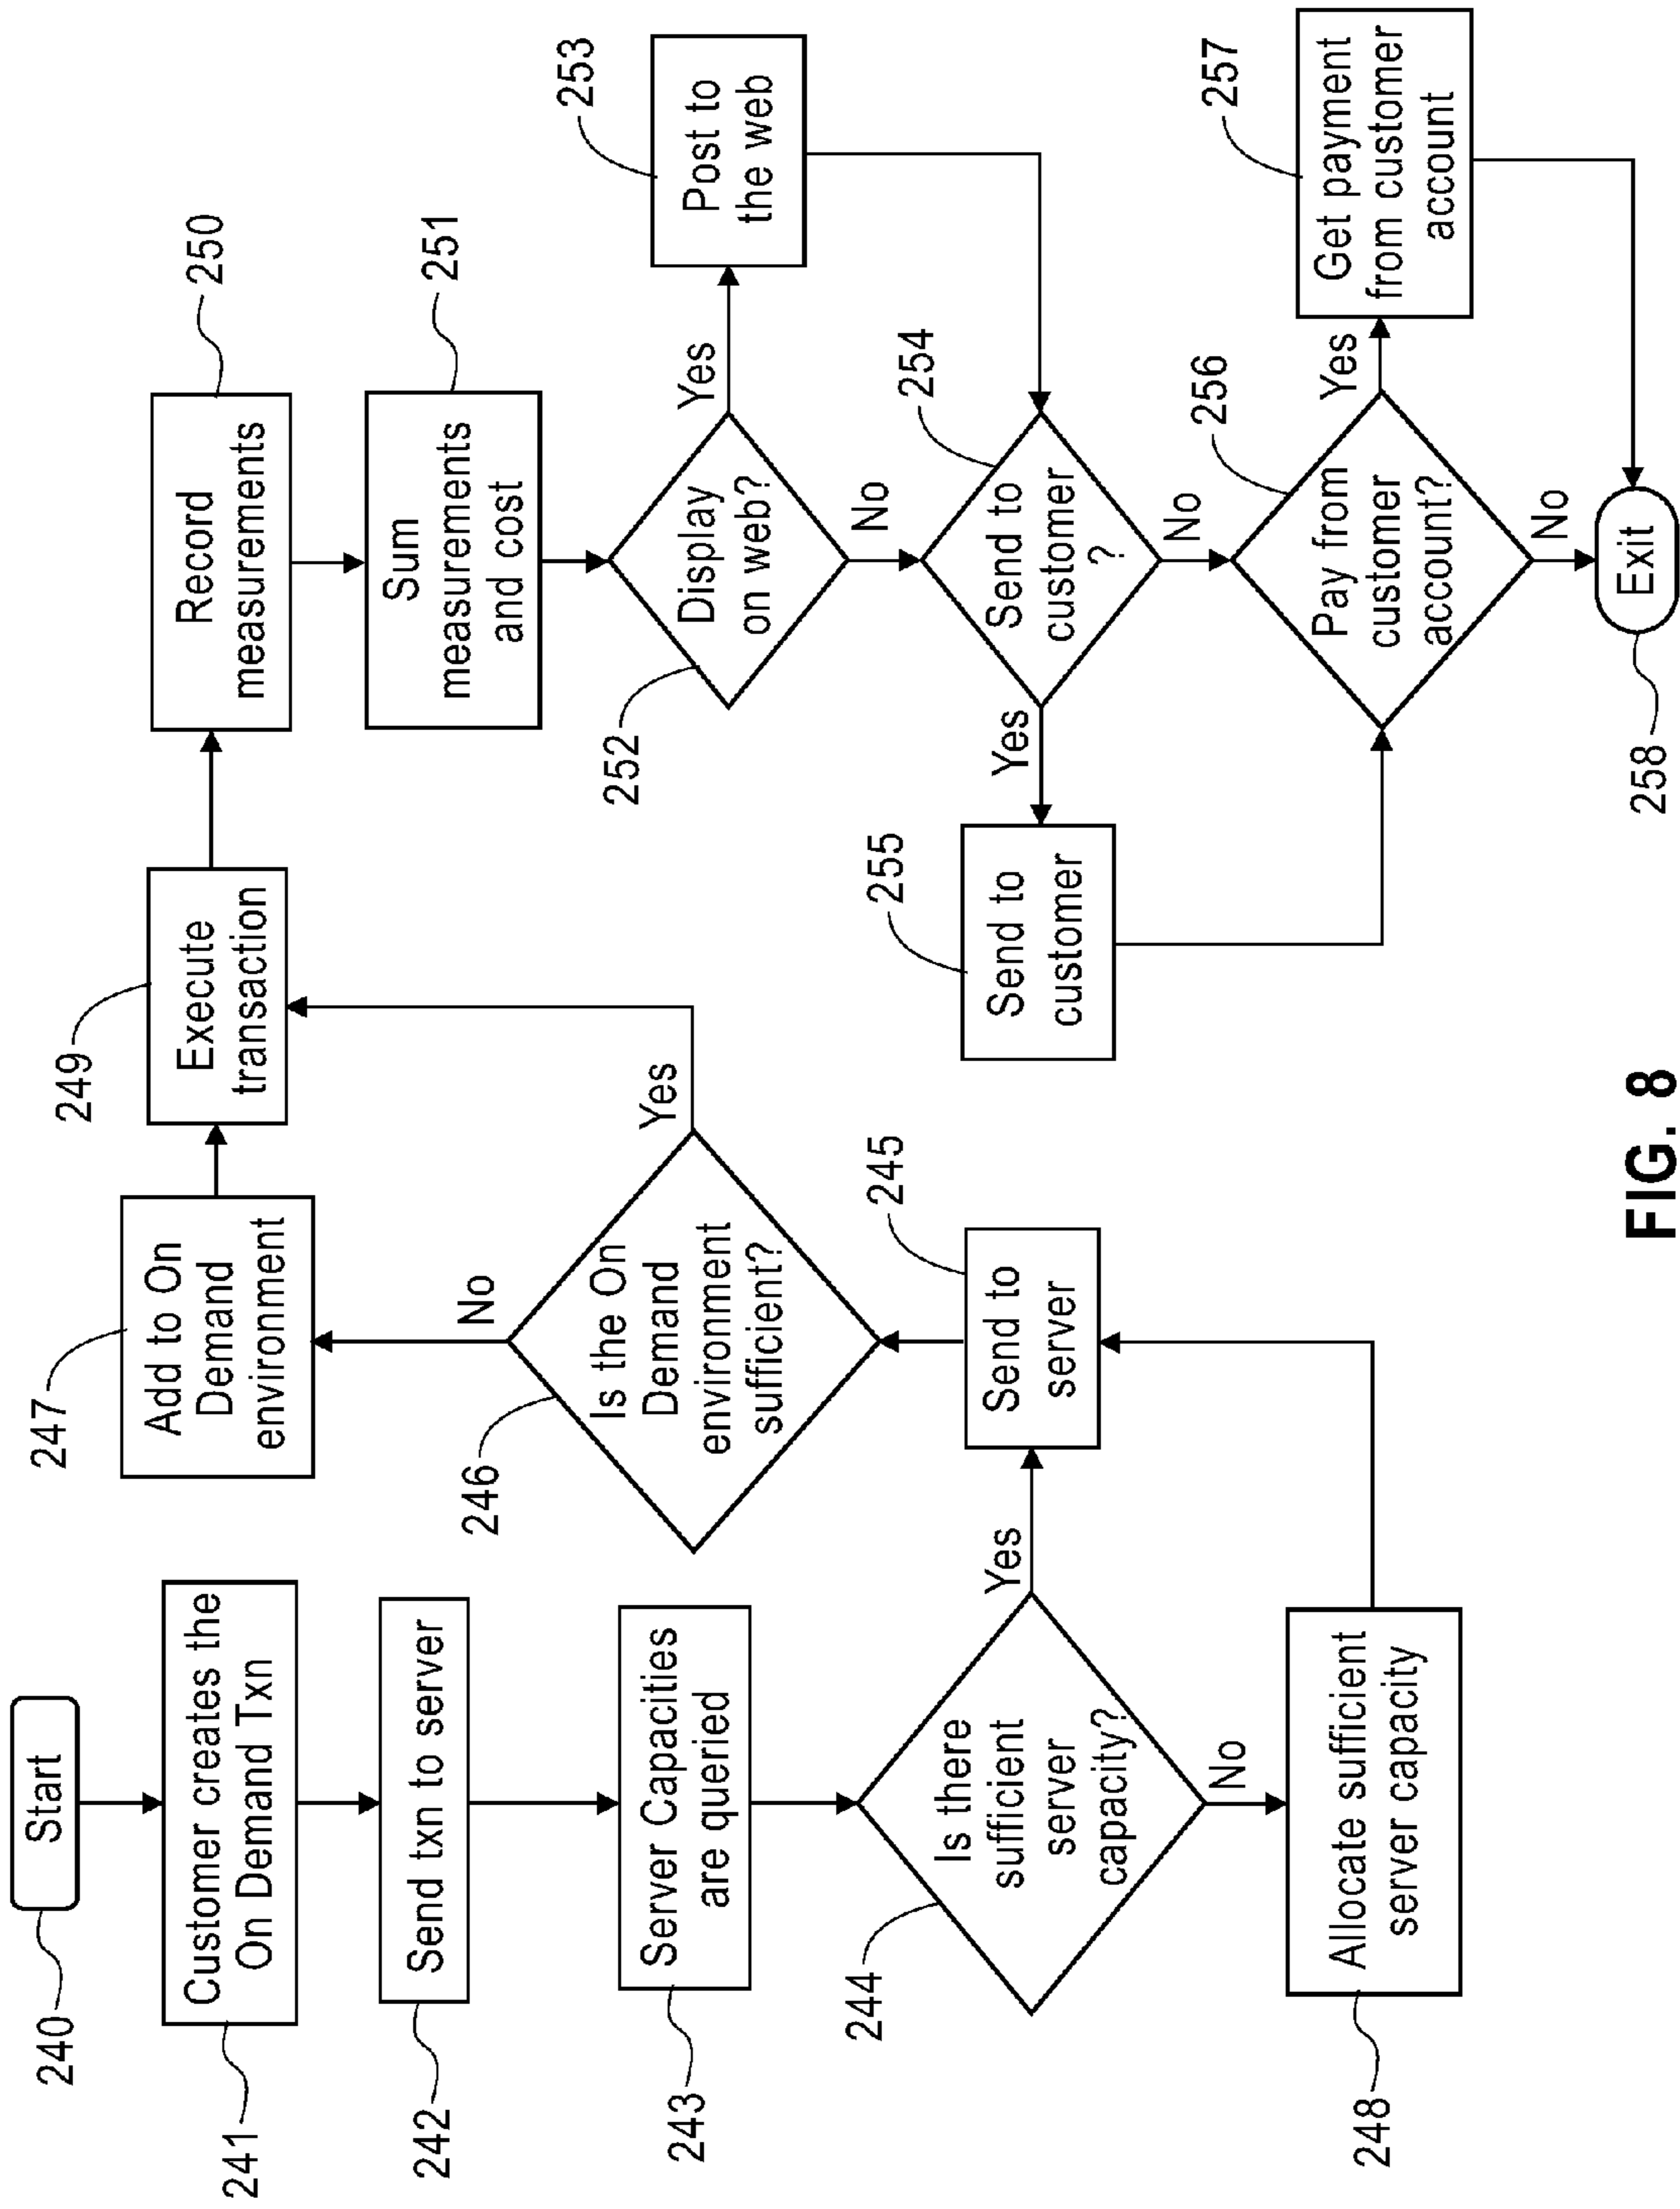 240
Start
241
Customer creates the
On Demand Txn
242
Send txn to server
243
Server Capacities
are queried
244
Is there
sufficient
server
capacity?
Yes
No
248
Allocate sufficient
server capacity
245
Send to
server
246
Is the On
Demand
environment
sufficient?
No
Yes
247
Add to On
Demand
environment
249
Execute
transaction
250
Record
measurements
251
Sum
measurements
and cost
252
Display
on web?
Yes
No
253
Post to
the web
254
Send to
customer
?
Yes
No
255
Send to
customer
256
Pay from
customer
account?
Yes
No
257
Get payment
from customer
account
258
Exit
FIG. 8